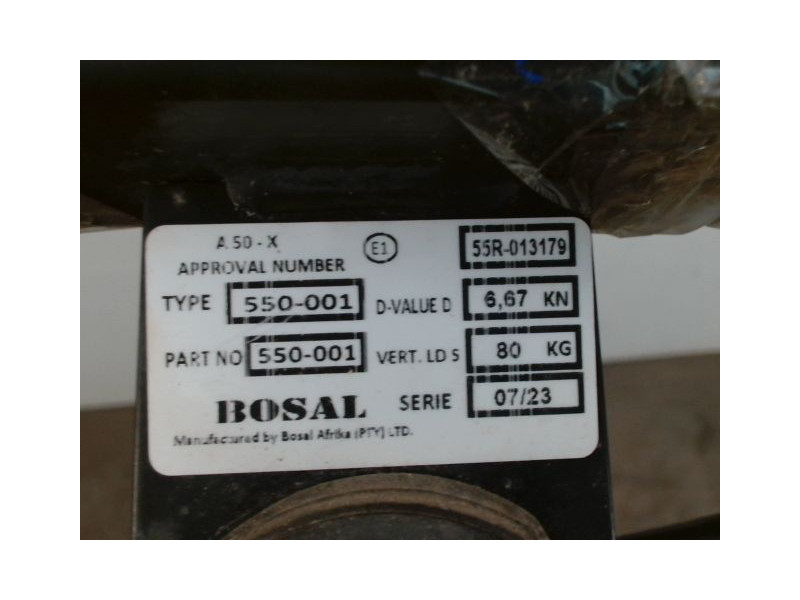 A 50 - X E1 55R-013179
APPROVAL NUMBER
TYPE 550-001 D-VALUE D 6,67 KN
PART NO 550-001 VERT. LD S 80 KG
BOSAL SERIE 07/23
Manufactured by Bosal Afrika (PTY) LTD.